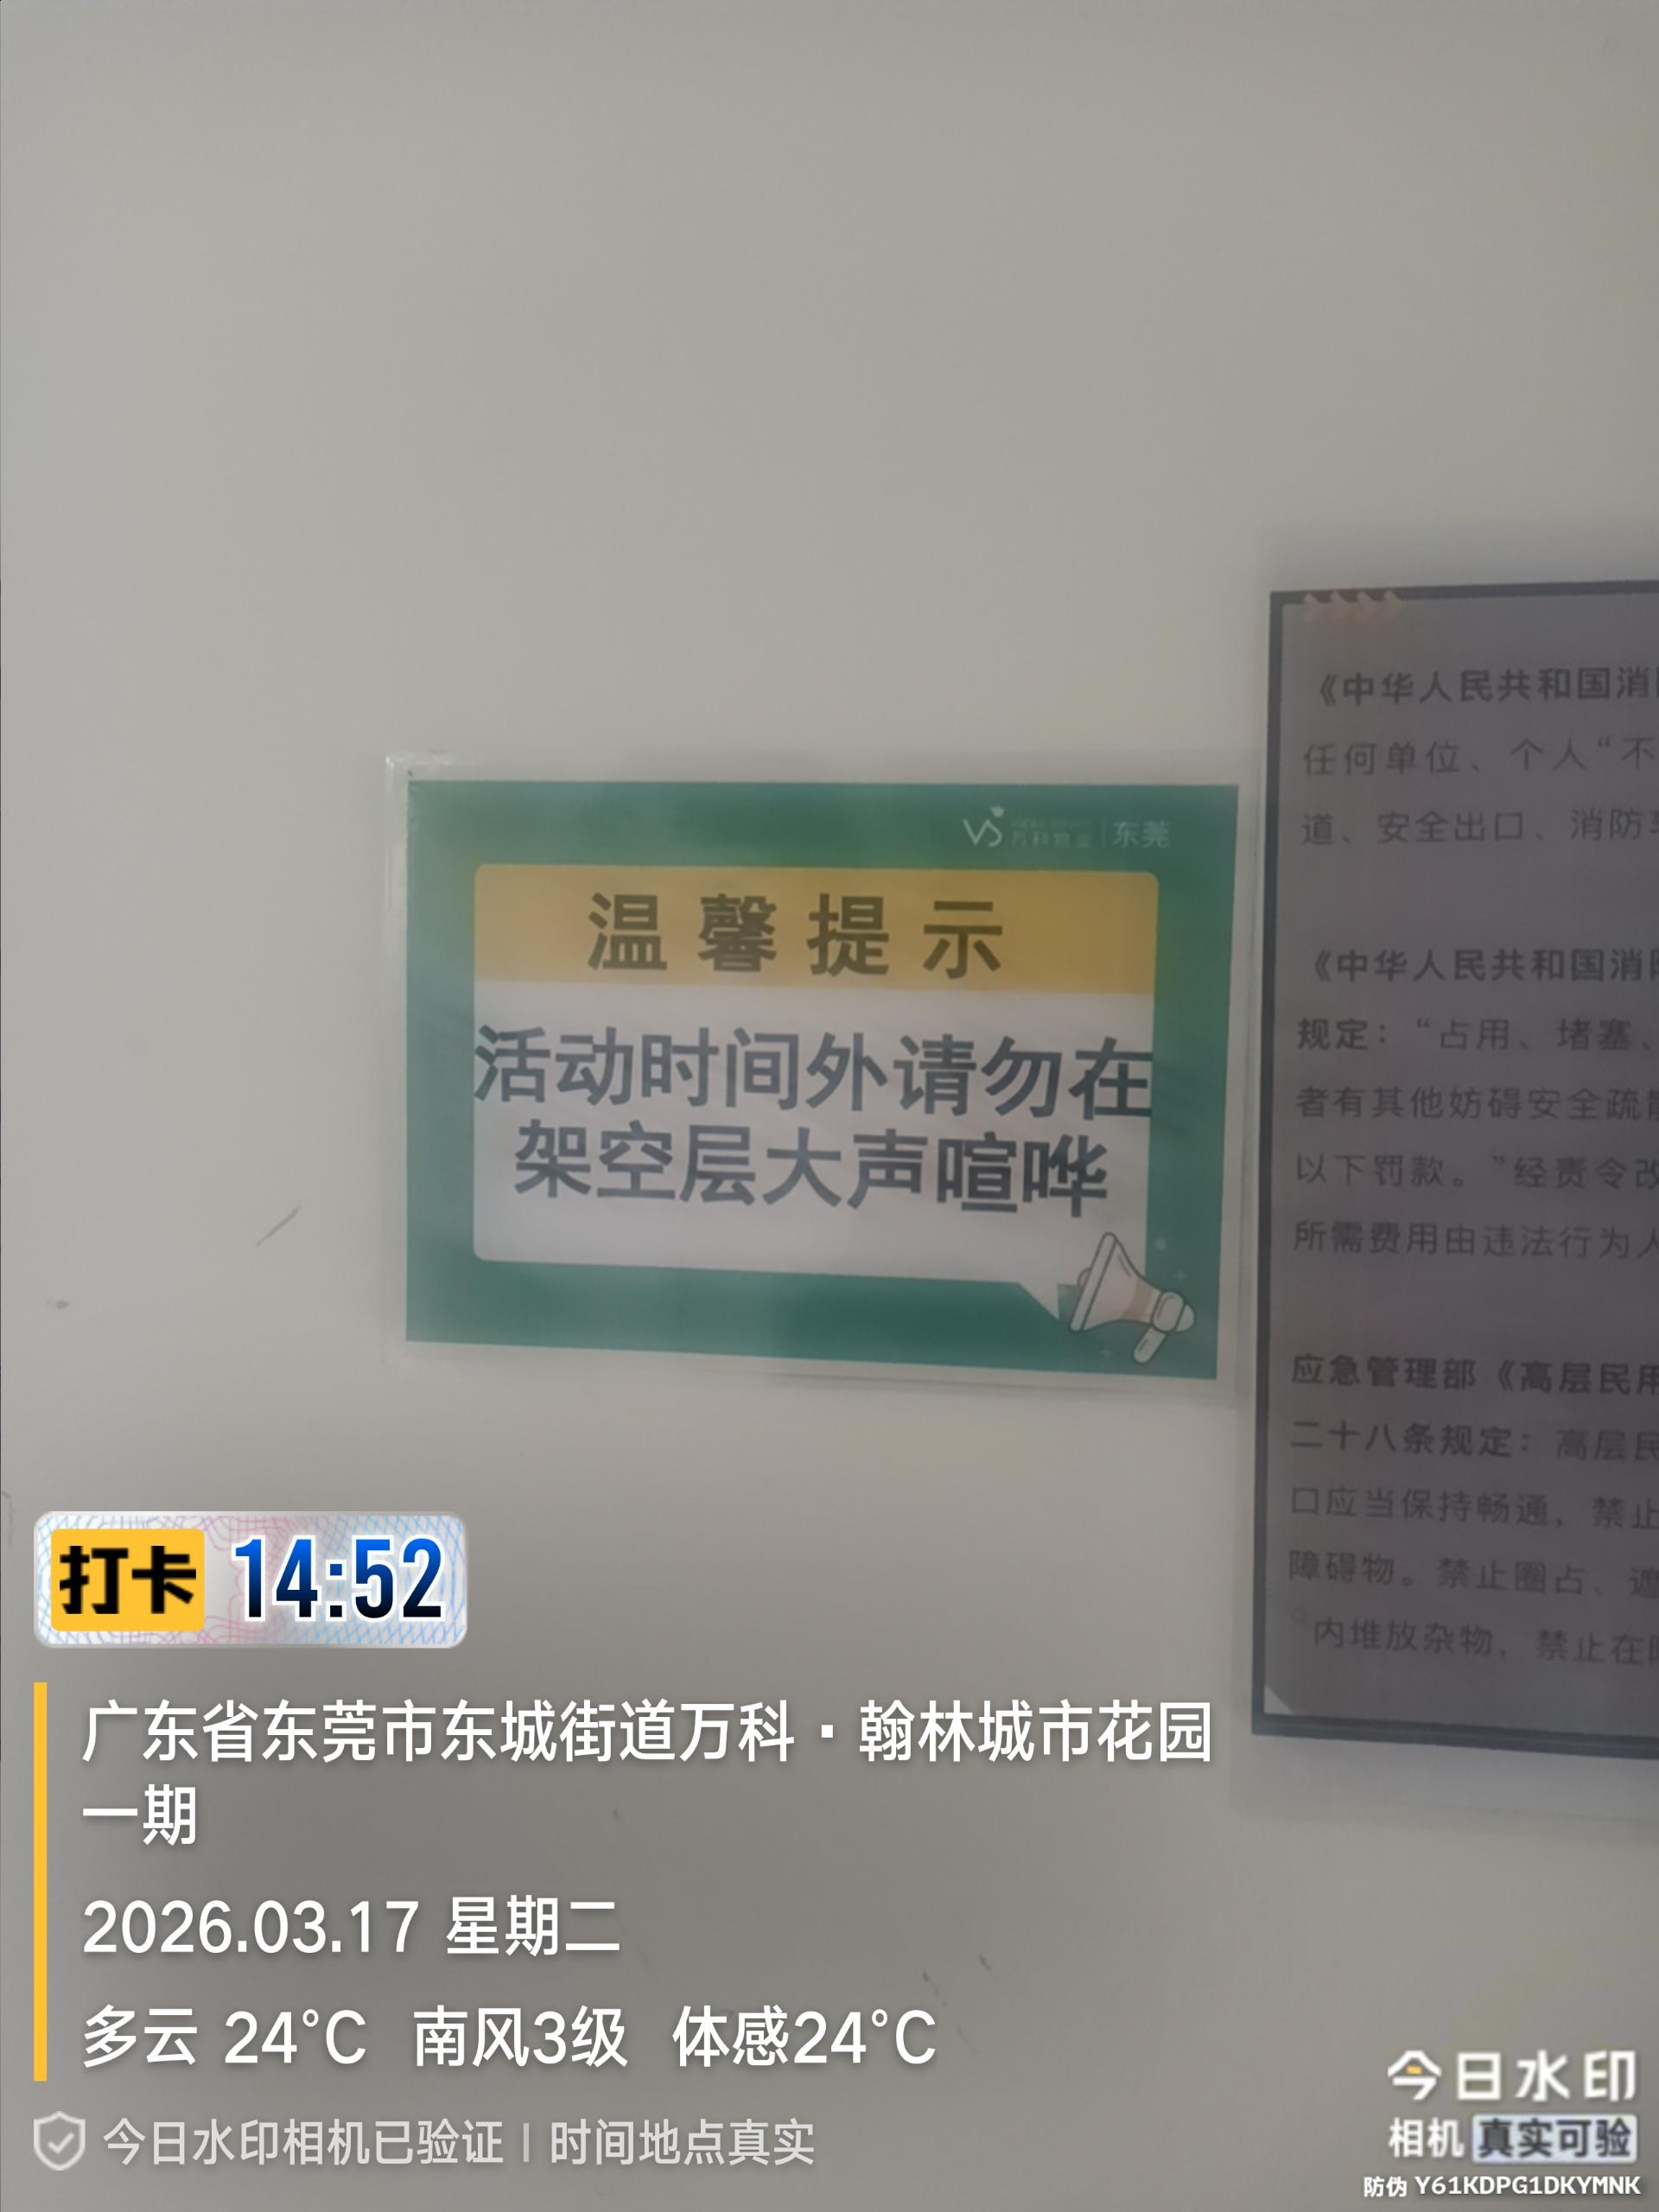 万科物业 | 东莞
温馨提示
活动时间外请勿在
架空层大声喧哗
《中华人民共和国消
任何单位、个人“不
道、安全出口、消防
《中华人民共和国消
规定：“占用、堵塞、
者有其他妨碍安全疏
以下罚款。”经责令改
所需费用由违法行为人
应急管理部《高层民用
二十八条规定：高层民
口应当保持畅通，禁止
障碍物。禁止圈占、遮
内堆放杂物，禁止在
打卡 14:52
广东省东莞市东城街道万科·翰林城市花园
一期
2026.03.17 星期二
多云 24°C 南风3级 体感24°C
今日水印相机已验证 | 时间地点真实
今日水印
相机 真实可验
防伪 Y61KDPG1DKYMNK